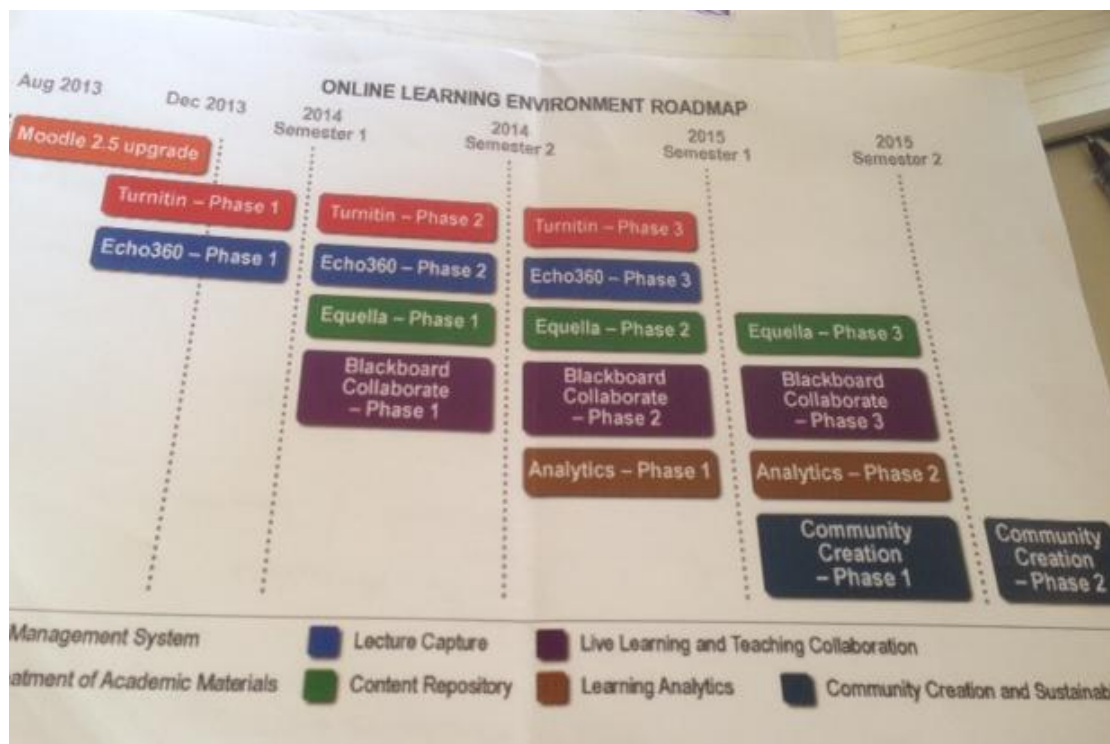 ONLINE LEARNING ENVIRONMENT ROADMAP
Aug 2013
Dec 2013
2014
Semester 1
2014
Semester 2
2015
Semester 1
2015
Semester 2
Moodle 2.5 upgrade
Turnitin – Phase 1
Turnitin – Phase 2
Turnitin – Phase 3
Echo360 – Phase 1
Echo360 – Phase 2
Echo360 – Phase 3
Equella – Phase 1
Equella – Phase 2
Equella – Phase 3
Blackboard
Collaborate
– Phase 1
Blackboard
Collaborate
– Phase 2
Blackboard
Collaborate
– Phase 3
Analytics – Phase 1
Analytics – Phase 2
Community
Creation
– Phase 1
Community
Creation
– Phase 2
Management System
Lecture Capture
Live Learning and Teaching Collaboration
atment of Academic Materials
Content Repository
Learning Analytics
Community Creation and Sustainab